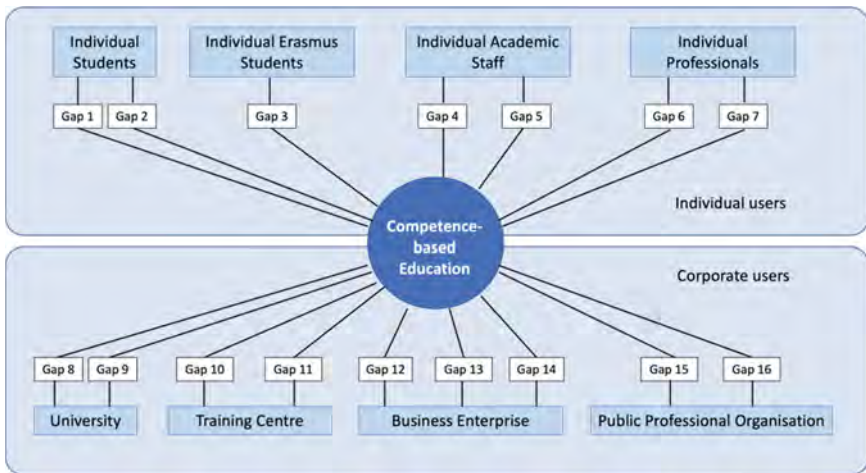 Individual
Students
Individual Erasmus
Students
Individual Academic
Staff
Individual
Professionals
Gap 1
Gap 2
Gap 3
Gap 4
Gap 5
Gap 6
Gap 7
Individual users
Competence-
based
Education
Corporate users
Gap 8
Gap 9
Gap 10
Gap 11
Gap 12
Gap 13
Gap 14
Gap 15
Gap 16
University
Training Centre
Business Enterprise
Public Professional Organisation